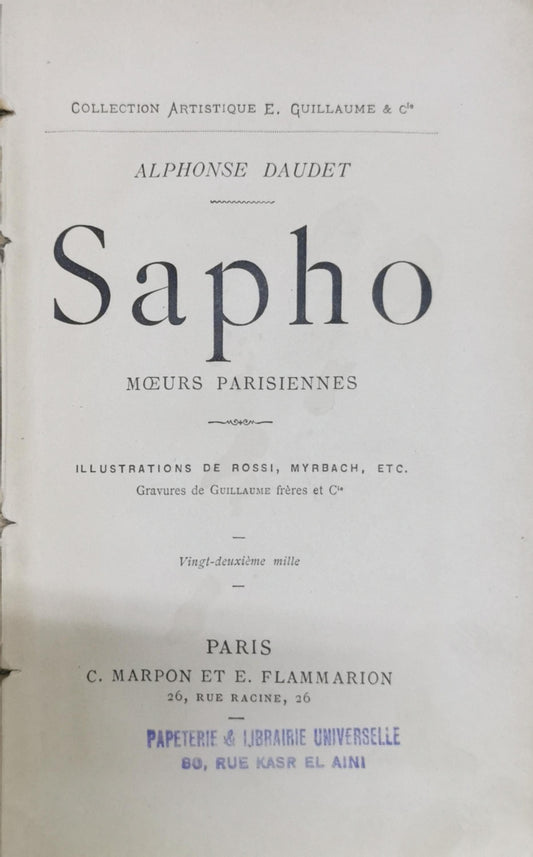 COLLECTION ARTISTIQUE E. GUILLAUME & Cie
ALPHONSE DAUDET
Sapho
MŒURS PARISIENNES
ILLUSTRATIONS DE ROSSI, MYRBACH, ETC.
Gravures de GUILLAUME frères et Cie
Vingt-deuxième mille
PARIS
C. MARPON ET E. FLAMMARION
26, RUE RACINE, 26
PAPETERIE & LIBRAIRIE UNIVERSELLE
80, RUE KASR EL AINI